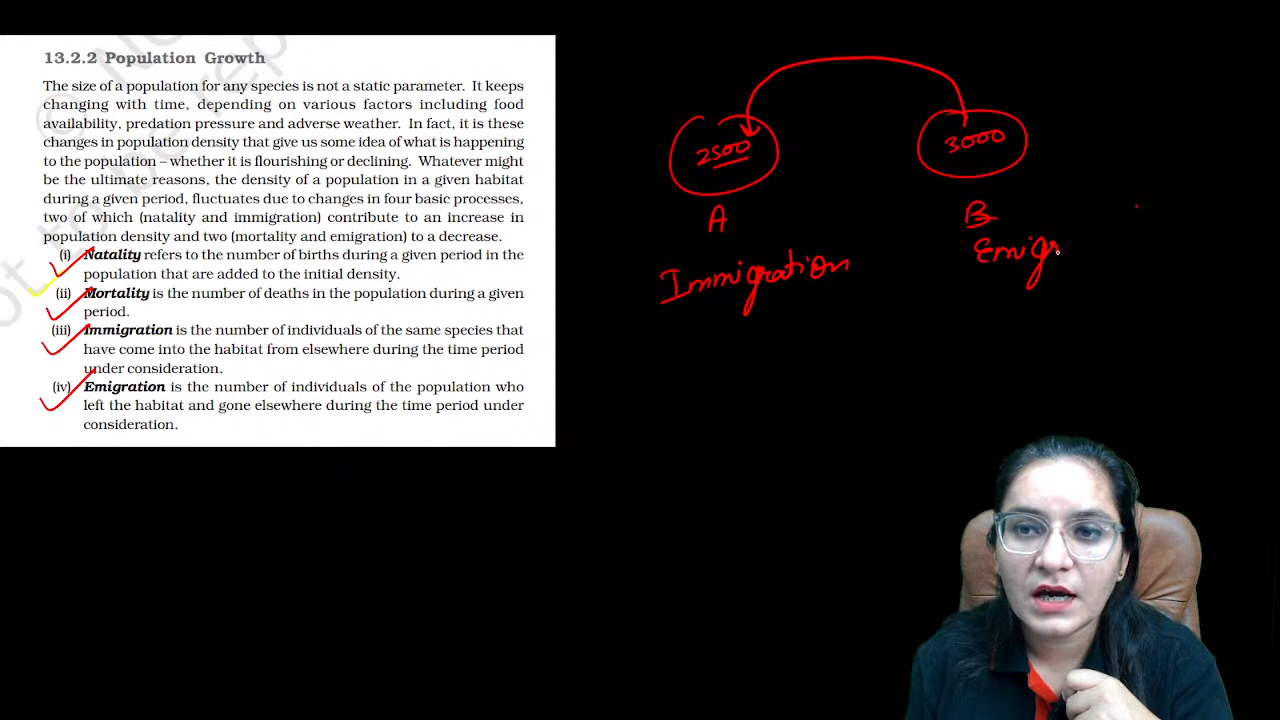 13.2.2 Population Growth
The size of a population for any species is not a static parameter. It keeps
changing with time, depending on various factors including food
availability, predation pressure and adverse weather. In fact, it is these
changes in population density that give us some idea of what is happening
to the population – whether it is flourishing or declining. Whatever might
be the ultimate reasons, the density of a population in a given habitat
during a given period, fluctuates due to changes in four basic processes,
two of which (natality and immigration) contribute to an increase in
population density and two (mortality and emigration) to a decrease.
(i) Natality refers to the number of births during a given period in the
population that are added to the initial density.
(ii) Mortality is the number of deaths in the population during a given
period.
(iii) Immigration is the number of individuals of the same species that
have come into the habitat from elsewhere during the time period
under consideration.
(iv) Emigration is the number of individuals of the population who
left the habitat and gone elsewhere during the time period under
consideration.
2500
3000
A
B
Immigration
Emigr